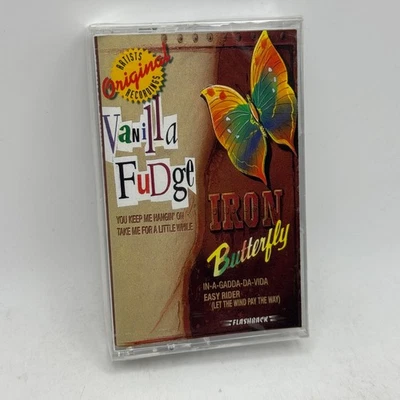 ARTISTS
Original
RECORDINGS
Vanilla
FuDge
YOU KEEP ME HANGIN' ON
TAKE ME FOR A LITTLE WHILE
IRON
Butterfly
IN-A-GADDA-DA-VIDA
EASY RIDER
(LET THE WIND PAY THE WAY)
FLASHBACK